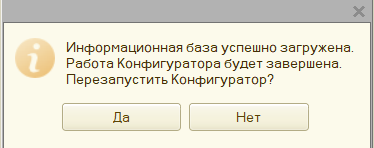 Информационная база успешно загружена.
Работа Конфигуратора будет завершена.
Перезапустить Конфигуратор?
Да Нет